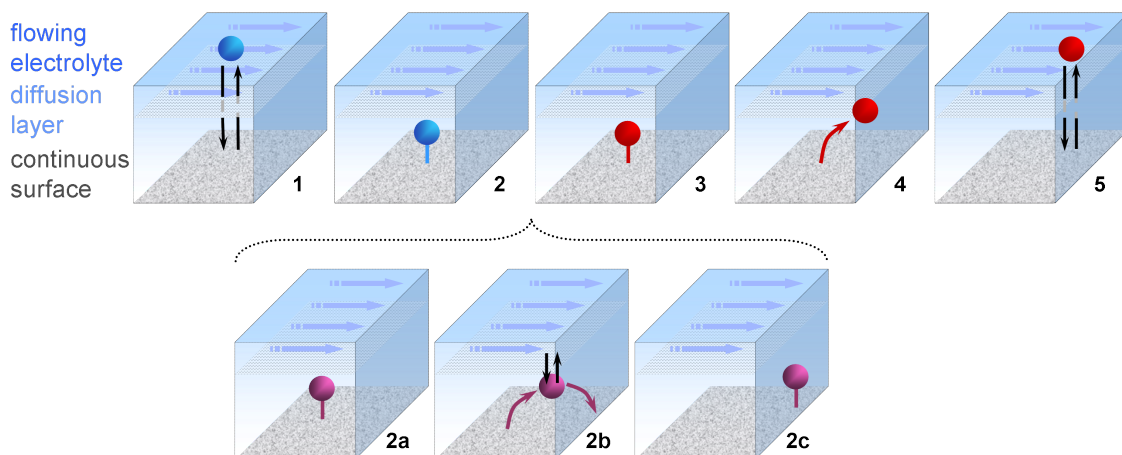 flowing
electrolyte
diffusion
layer
continuous
surface
1
2
3
4
5
2a
2b
2c